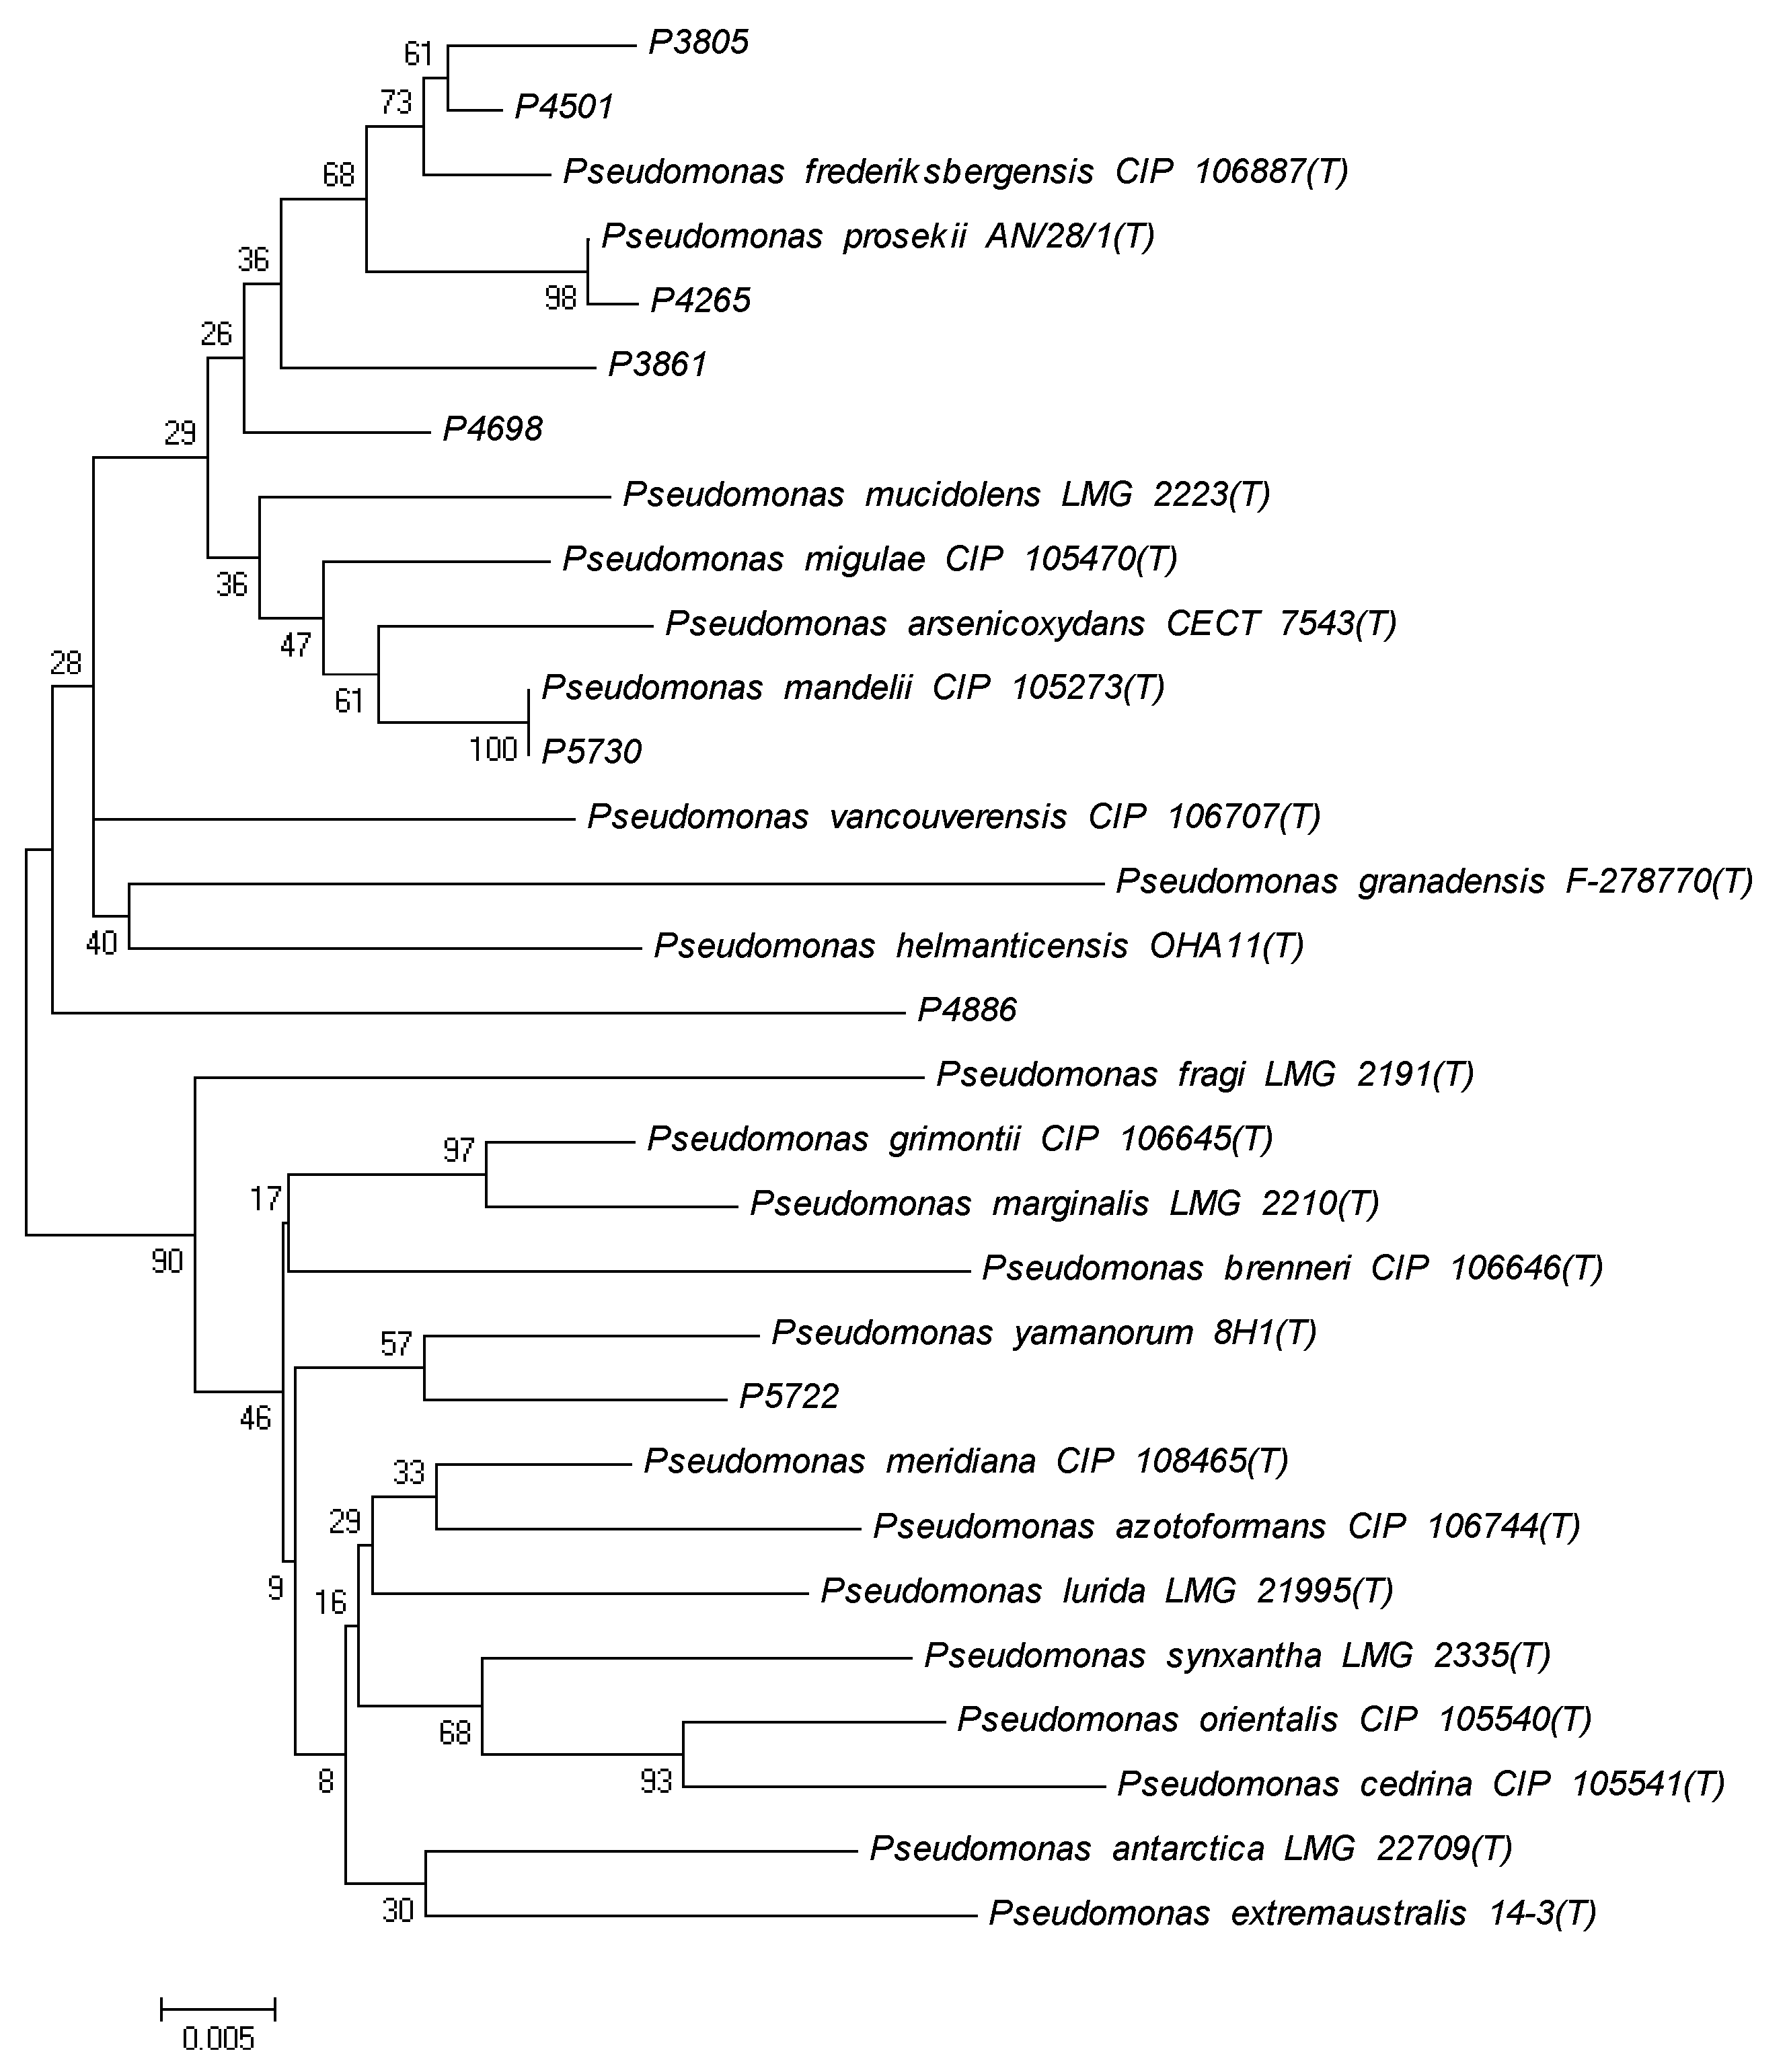 P3805
61
P4501
73
Pseudomonas frederiksbergensis CIP 106887(T)
68
Pseudomonas prosekii AN/28/1(T)
36
P4265
98
P3861
26
P4698
29
Pseudomonas mucidolens LMG 2223(T)
Pseudomonas migulae CIP 105470(T)
36
Pseudomonas arsenicoxydans CECT 7543(T)
47
Pseudomonas mandelii CIP 105273(T)
28
61
P5730
100
Pseudomonas vancouverensis CIP 106707(T)
Pseudomonas granadensis F-278770(T)
Pseudomonas helmanticensis OHA11(T)
40
P4886
Pseudomonas fragi LMG 2191(T)
Pseudomonas grimontii CIP 106645(T)
97
Pseudomonas marginalis LMG 2210(T)
17
Pseudomonas brenneri CIP 106646(T)
90
Pseudomonas yamanorum 8H1(T)
57
P5722
46
Pseudomonas meridiana CIP 108465(T)
33
Pseudomonas azotoformans CIP 106744(T)
29
Pseudomonas lurida LMG 21995(T)
9
16
Pseudomonas synxantha LMG 2335(T)
Pseudomonas orientalis CIP 105540(T)
68
Pseudomonas cedrina CIP 105541(T)
93
8
Pseudomonas antarctica LMG 22709(T)
Pseudomonas extremaustralis 14-3(T)
30
0.005